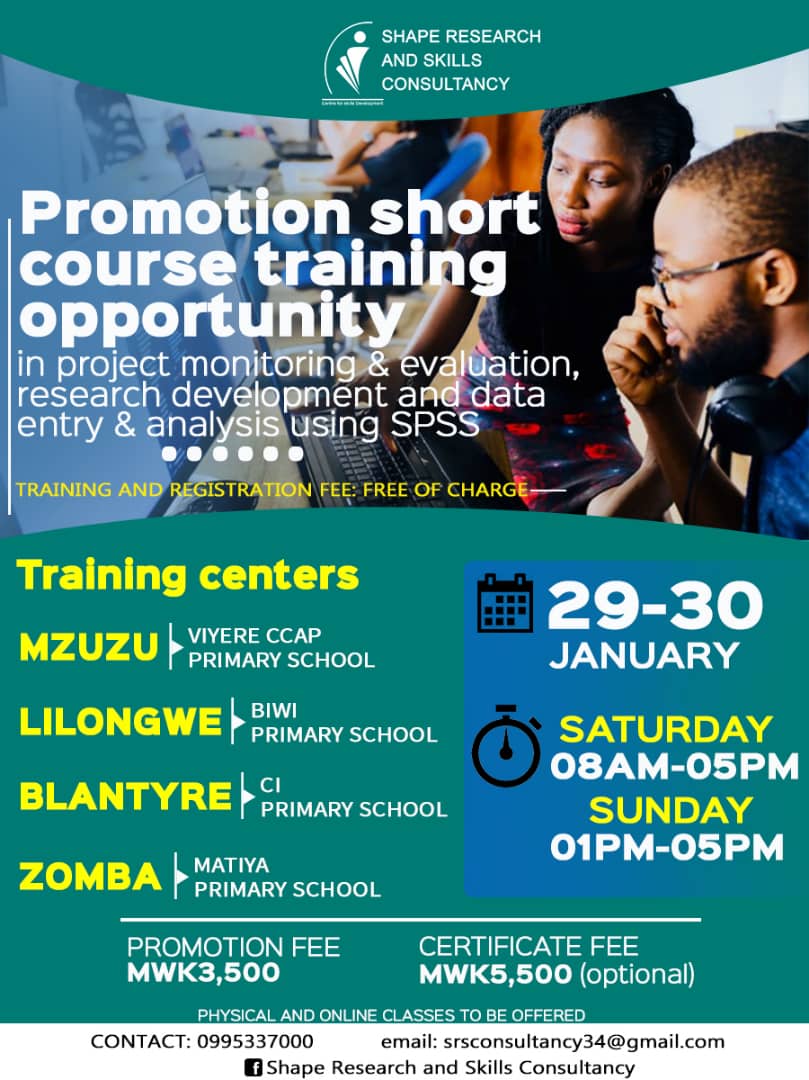 SHAPE RESEARCH
AND SKILLS
CONSULTANCY
Centre for skills Development
Promotion short
course training
opportunity
in project monitoring & evaluation,
research development and data
entry & analysis using SPSS
TRAINING AND REGISTRATION FEE: FREE OF CHARGE
Training centers
MZUZU
VIYERE CCAP
PRIMARY SCHOOL
LILONGWE
BIWI
PRIMARY SCHOOL
BLANTYRE
CI
PRIMARY SCHOOL
ZOMBA
MATIYA
PRIMARY SCHOOL
29-30
JANUARY
SATURDAY
08AM-05PM
SUNDAY
01PM-05PM
PROMOTION FEE
MWK3,500
CERTIFICATE FEE
MWK5,500 (optional)
PHYSICAL AND ONLINE CLASSES TO BE OFFERED
CONTACT: 0995337000 email: srsconsultancy34@gmail.com
Shape Research and Skills Consultancy